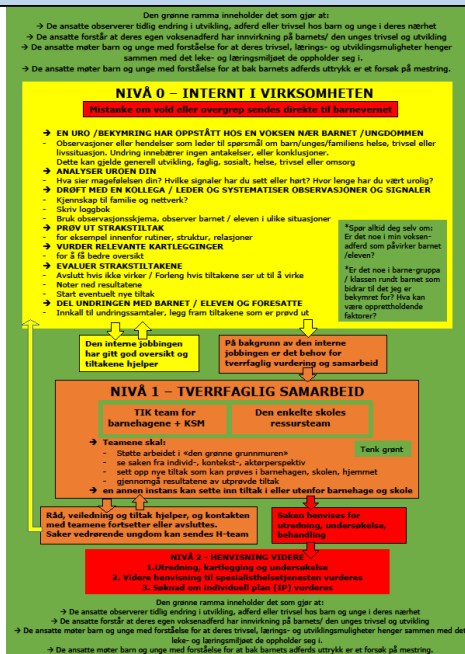 Den grønne ramma inneholder det som gjør at:
→ De ansatte observerer tidlig endring i utvikling, adferd eller trivsel hos barn og unge i deres nærhet
→ De ansatte forstår at deres egen voksenadferd har innvirkning på barnets/ den unges trivsel og utvikling
→ De ansatte møter barn og unge med forståelse for at deres trivsel, lærings- og utviklingsmuligheter henger
sammen med det leke- og læringsmiljøet de oppholder seg i.
→ De ansatte møter barn og unge med forståelse for at bak barnets adferds uttrykk er et forsøk på mestring.
NIVÅ 0 – INTERNT I VIRKSOMHETEN
Mistanke om vold eller overgrep sendes direkte til barnevernet
→ EN URO /BEKYMRING HAR OPPSTÅTT HOS EN VOKSEN NÆR BARNET /UNGDOMMEN
- Observasjoner eller hendelser som leder til spørsmål om barn/unges/familiens helse, trivsel eller
livssituasjon. Undring innebærer ingen antakelser, eller konklusjoner.
Dette kan gjelde generell utvikling, faglig, sosialt, helse, trivsel eller omsorg
→ ANALYSER UROEN DIN
- Hva sier magefølelsen din? Hvilke signaler har du sett eller hørt? Hvor lenge har du vært urolig?
→ DRØFT MED EN KOLLEGA / LEDER OG SYSTEMATISER OBSERVASJONER OG SIGNALER
- Kjennskap til familie og nettverk?
- Skriv loggbok
- Bruk observasjonsskjema, observer barnet / eleven i ulike situasjoner
→ PRØV UT STRAKSTILTAK
- for eksempel innenfor rutiner, struktur, relasjoner
→ VURDER RELEVANTE KARTLEGGINGER
- for å få bedre oversikt
→ EVALUER STRAKSTILTAKENE
- Avslutt hvis ikke virker / Forleng hvis tiltakene ser ut til å virke
- Noter ned resultatene
- Start eventuelt nye tiltak
→ DEL UNDRINGEN MED BARNET / ELEVEN OG FORESATTE
- Innkall til undringssamtaler, legg fram tiltakene som er prøvd ut
*Spør alltid deg selv om:
Er det noe i min voksen-
adferd som påvirker barnet
/eleven?
*Er det noe i barne-gruppa
/ klassen rundt barnet som
bidrar til det jeg er
bekymret for? Hva kan
være opprettholdende
faktorer?
Den interne jobbingen
har gitt god oversikt og
tiltakene hjelper
På bakgrunn av den interne
jobbingen er det behov for
tverrfaglig vurdering og samarbeid
NIVÅ 1 – TVERRFAGLIG SAMARBEID
TIK team for
barnehagene + KSM
Den enkelte skoles
ressursteam
→ Teamene skal:
- Støtte arbeidet i «den grønne grunnmuren»
- se saken fra individ-, kontekst-, aktørperspektiv
- sett opp nye tiltak som kan prøves i barnehagen, skolen, hjemmet
- gjennomgå resultatene av utprøvde tiltak
→ en annen instans kan sette inn tiltak i eller utenfor barnehage og skole
Tenk grønt
Råd, veiledning og tiltak hjelper, og kontakten
med teamene fortsetter eller avsluttes.
Saker vedrørende ungdom kan sendes H-team
Saken henvises for
utredning, undersøkelse,
behandling
NIVÅ 2 - HENVISNING VIDERE
1.Utredning, kartlegging og undersøkelse
2. Videre henvisning til spesialisthelsetjenesten vurderes
3. Søknad om individuell plan (IP) vurderes
Den grønne ramma inneholder det som gjør at:
→ De ansatte observerer tidlig endring i utvikling, adferd eller trivsel hos barn og unge i deres nærhet
→ De ansatte forstår at deres egen voksenadferd har innvirkning på barnets/ den unges trivsel og utvikling
→ De ansatte møter barn og unge med forståelse for at deres trivsel, lærings- og utviklingsmuligheter henger sammen med det
leke- og læringsmiljøet de oppholder seg i.
→ De ansatte møter barn og unge med forståelse for at bak barnets adferds uttrykk er et forsøk på mestring.